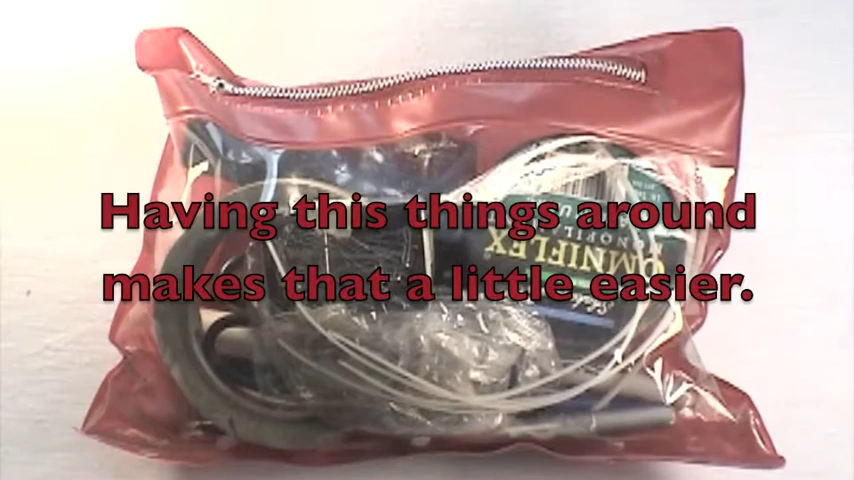 Having this things around
makes that a little easier.
OMNIFLEX